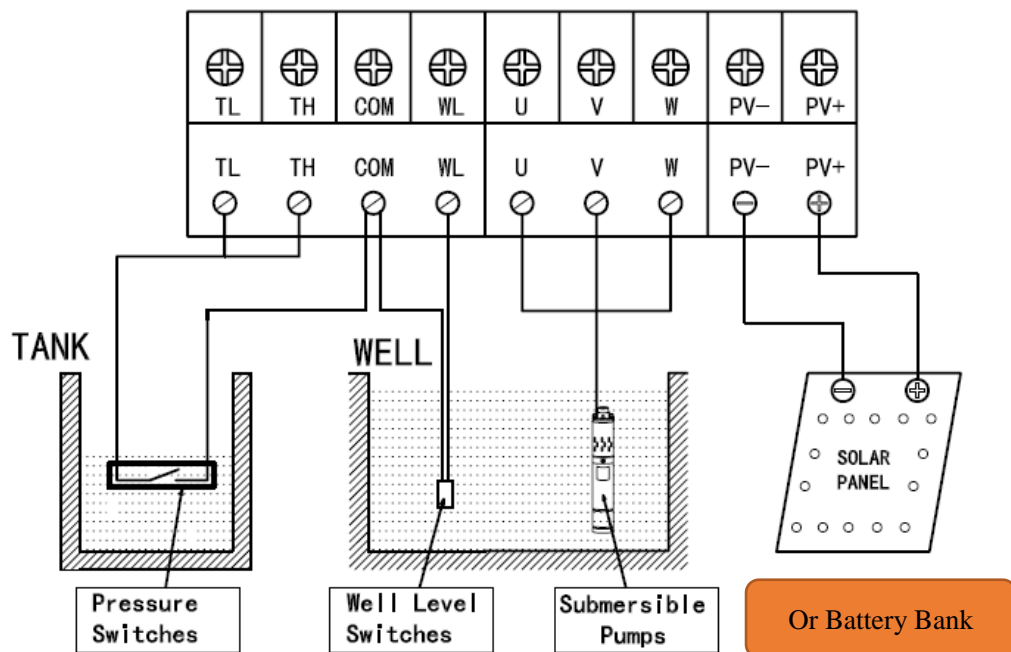 TL TH COM WL U V W PV- PV+
TL TH COM WL U V W PV- PV+
TANK WELL
SOLAR
PANEL
Pressure
Switches
Well Level
Switches
Submersible
Pumps
Or Battery Bank